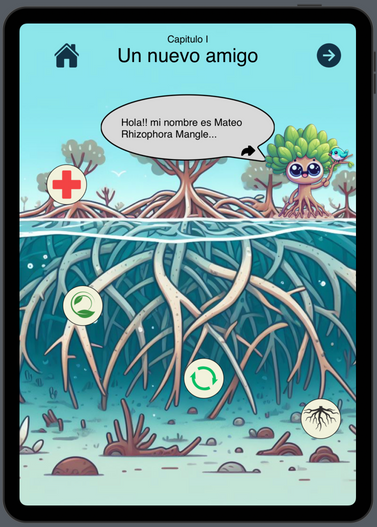 Capitulo I
Un nuevo amigo
Hola!! mi nombre es Mateo
Rhizophora Mangle...